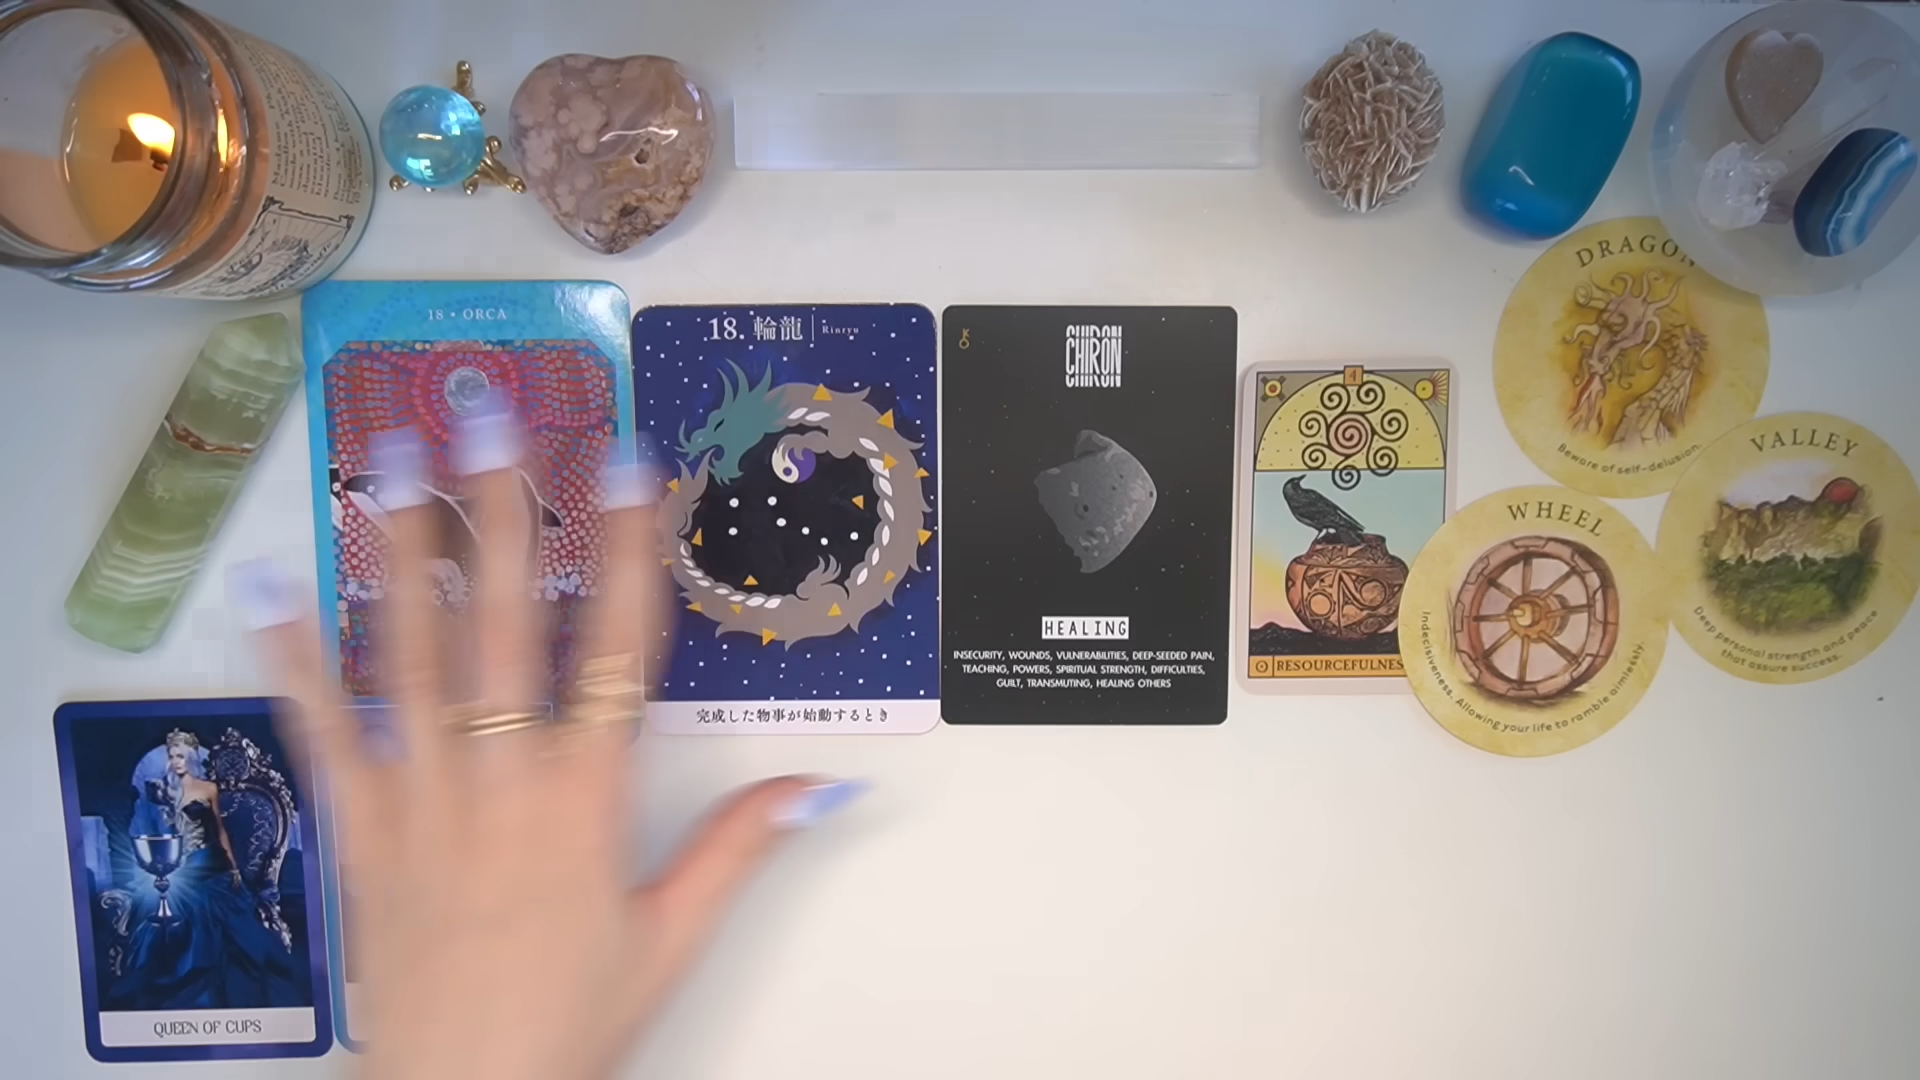 18 • ORCA
18. 輪龍
Rinryu
完成した物事が始動するとき
CHIRON
HEALING
INSECURITY, WOUNDS, VULNERABILITIES, DEEP-SEEDED PAIN,
TEACHING, POWERS, SPIRITUAL STRENGTH, DIFFICULTIES,
GUILT, TRANSMUTING, HEALING OTHERS
4
RESOURCEFULNES
DRAGON
Beware of self-delusion.
VALLEY
Deep personal strength and peace
that assure success.
WHEEL
Indecisiveness. Allowing your life to ramble aimlessly.
QUEEN OF CUPS